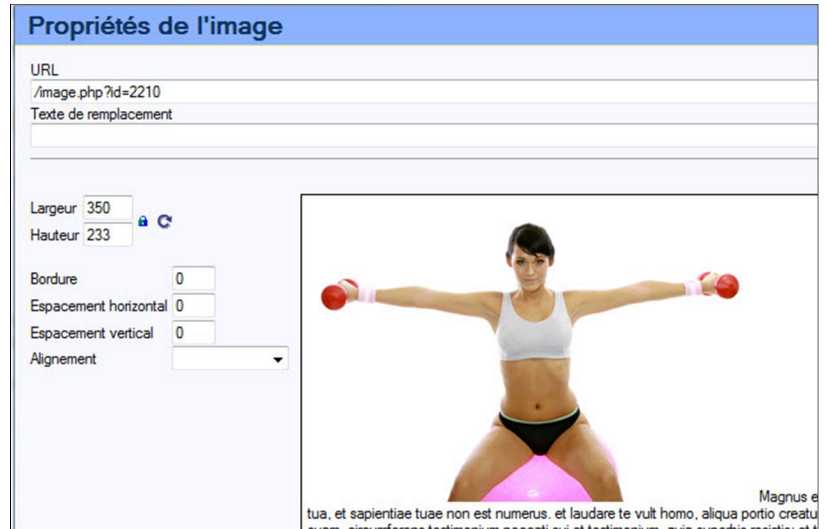 Propriétés de l'image
URL
/image.php?id=2210
Texte de remplacement
Largeur 350
Hauteur 233
Bordure 0
Espacement horizontal 0
Espacement vertical 0
Alignement
Magnus e
tua, et sapientiae tuae non est numerus. et laudare te vult homo, aliqua portio creatu